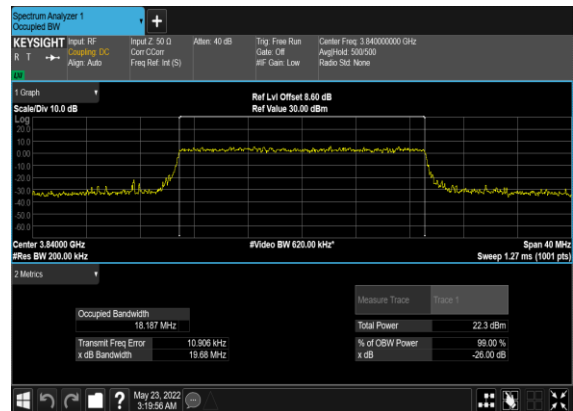 Spectrum Analyzer 1
Occupied BW
+
KEYSIGHT Input: RF Input Z: 50 Ω Atten: 40 dB Trig: Free Run Center Freq: 3.840000000 GHz
R T Coupling: DC Corr CCorr Gate: Off Avg|Hold: 500/500
Align: Auto Freq Ref: Int (S) #IF Gain: Low Radio Std: None
LV
1 Graph
Ref Lvl Offset 8.60 dB
Scale/Div 10.0 dB Ref Value 30.00 dBm
Log
20.0
10.0
0.00
-10.0
-20.0
-30.0
-40.0
-50.0
-60.0
Center 3.84000 GHz #Video BW 620.00 kHz* Span 40 MHz
#Res BW 200.00 kHz Sweep 1.27 ms (1001 pts)
2 Metrics
Measure Trace Trace 1
Occupied Bandwidth
18.187 MHz Total Power 22.3 dBm
Transmit Freq Error 10.906 kHz % of OBW Power 99.00 %
x dB Bandwidth 19.68 MHz x dB -26.00 dB
? May 23, 2022
3:19:56 AM